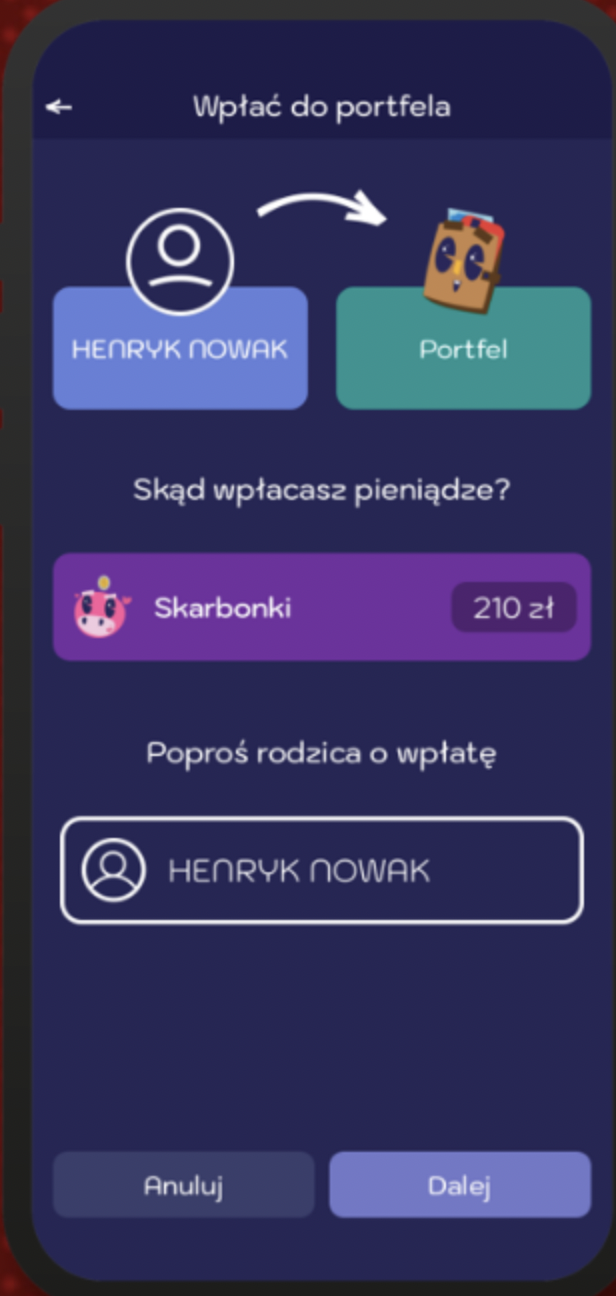 Wpłać do portfela
HENRYK NOWAK
Portfel
Skąd wpłacasz pieniądze?
Skarbonki
210 zł
Poproś rodzica o wpłatę
HENRYK NOWAK
Anuluj
Dalej